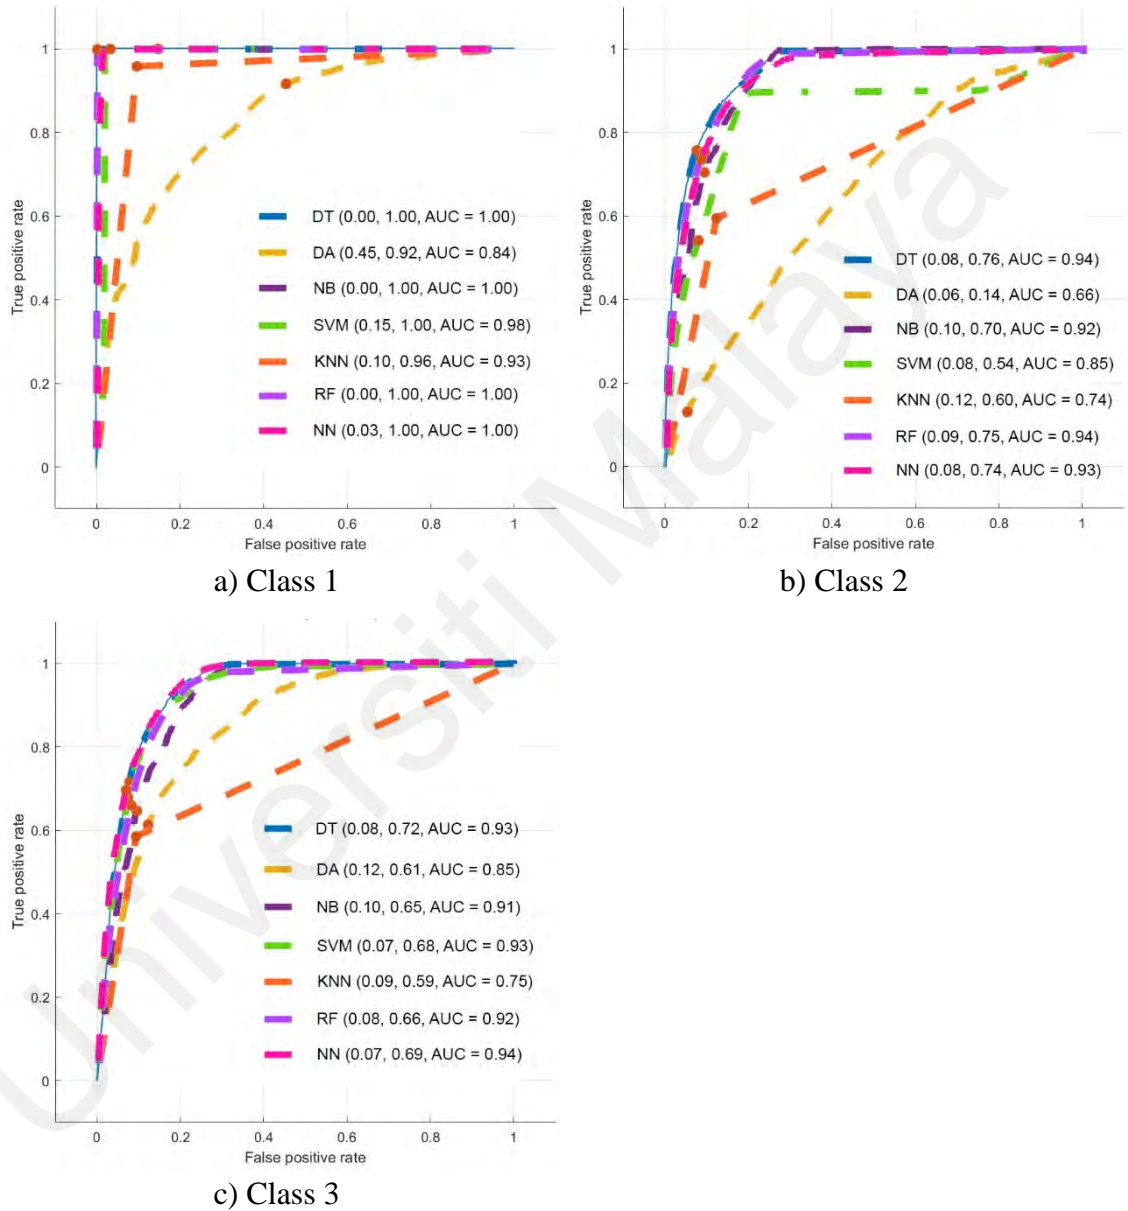 1
0.8
0.6
0.4
0.2
0
True positive rate
DT (0.00, 1.00, AUC = 1.00)
DA (0.45, 0.92, AUC = 0.84)
NB (0.00, 1.00, AUC = 1.00)
SVM (0.15, 1.00, AUC = 0.98)
KNN (0.10, 0.96, AUC = 0.93)
RF (0.00, 1.00, AUC = 1.00)
NN (0.03, 1.00, AUC = 1.00)
0 0.2 0.4 0.6 0.8 1
False positive rate
a) Class 1
1
0.8
0.6
0.4
0.2
0
True positive rate
DT (0.08, 0.76, AUC = 0.94)
DA (0.06, 0.14, AUC = 0.66)
NB (0.10, 0.70, AUC = 0.92)
SVM (0.08, 0.54, AUC = 0.85)
KNN (0.12, 0.60, AUC = 0.74)
RF (0.09, 0.75, AUC = 0.94)
NN (0.08, 0.74, AUC = 0.93)
0 0.2 0.4 0.6 0.8 1
False positive rate
b) Class 2
1
0.8
0.6
0.4
0.2
0
True positive rate
DT (0.08, 0.72, AUC = 0.93)
DA (0.12, 0.61, AUC = 0.85)
NB (0.10, 0.65, AUC = 0.91)
SVM (0.07, 0.68, AUC = 0.93)
KNN (0.09, 0.59, AUC = 0.75)
RF (0.08, 0.66, AUC = 0.92)
NN (0.07, 0.69, AUC = 0.94)
0 0.2 0.4 0.6 0.8 1
False positive rate
c) Class 3
Universiti Malaya